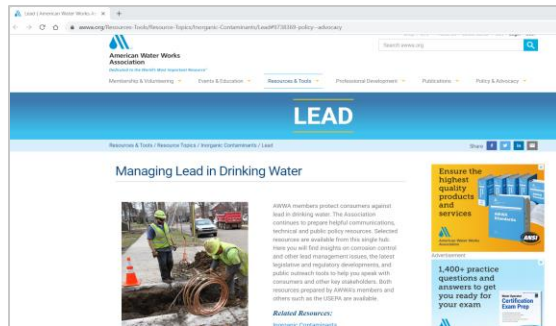 Lead | American Water Works A
awwa.org/Resources-Tools/Resource-Topics/Inorganic-Contaminants/Lead#9738369-policy--advocacy
American Water Works
Association
Dedicated to the World's Most Important Resource
Search awwa.org
Membership & Volunteering
Events & Education
Resources & Tools
Professional Development
Publications
Policy & Advocacy
LEAD
Resources & Tools / Resource Topics / Inorganic Contaminants / Lead
Share
Managing Lead in Drinking Water
AWWA members protect consumers against
lead in drinking water. The Association
continues to prepare helpful communications,
technical and public policy resources. Selected
resources are available from this single hub.
Here you will find insights on corrosion control
and other lead management issues, the latest
legislative and regulatory developments, and
public outreach tools to help you speak with
consumers and other key stakeholders. Both
resources prepared by AWWA's members and
others such as the USEPA are available.
Related Resources:
Inorganic Contaminants
Ensure the
highest
quality
products
and
services
American Water Works
Association
ANSI
Advertisement
1,400+ practice
questions and
answers to get
you ready for
your exam
Certification
Exam Prep